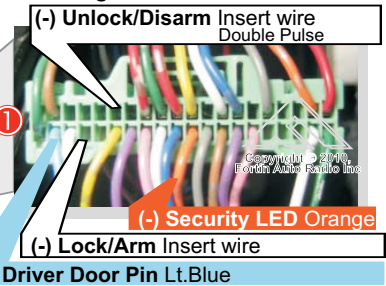 (-) Unlock/Disarm Insert wire
Double Pulse
1
Copyright © 2010,
Fortin Auto Radio Inc
(-) Security LED Orange
(-) Lock/Arm Insert wire
Driver Door Pin Lt.Blue